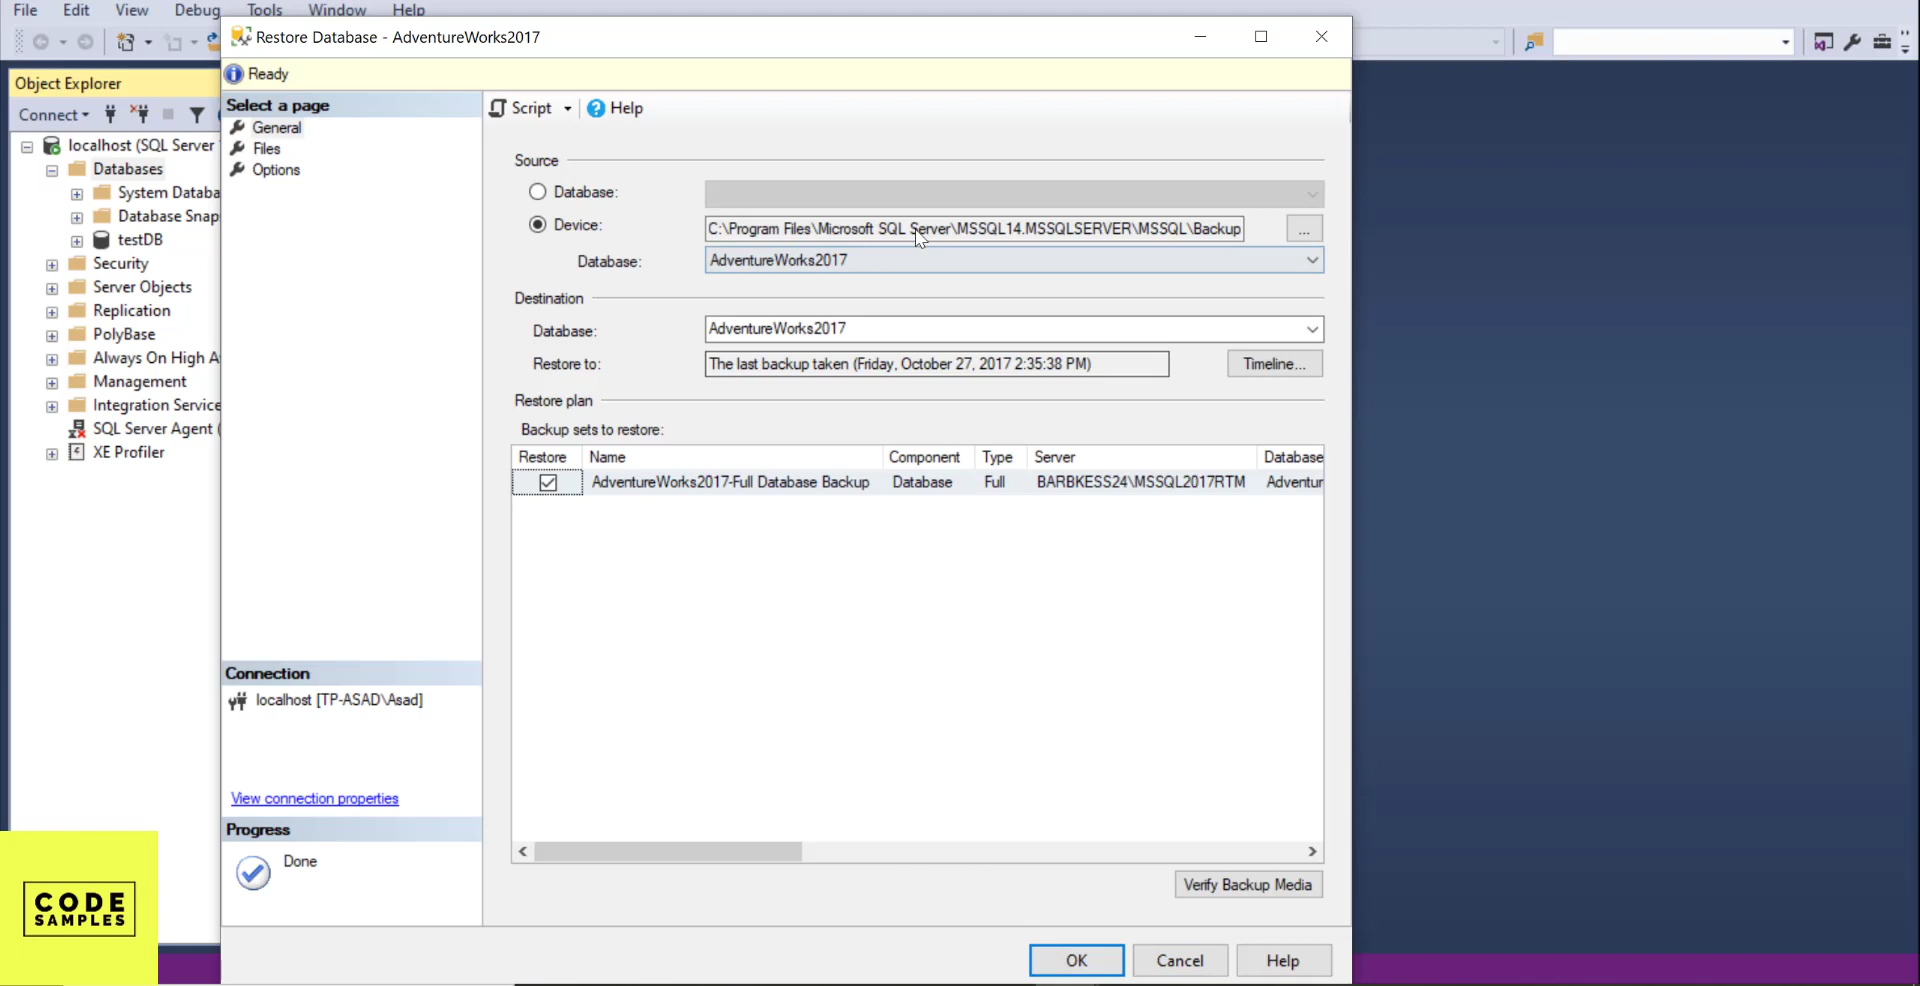 File Edit View Debug Tools Window Help
Restore Database - AdventureWorks2017
Ready
Object Explorer
Connect
localhost (SQL Server
Databases
System Databa
Database Snap
testDB
Security
Server Objects
Replication
PolyBase
Always On High A
Management
Integration Service
SQL Server Agent (
XE Profiler
Select a page
General
Files
Options
Connection
localhost [TP-ASAD\Asad]
View connection properties
Progress
Done
Script Help
Source
Database:
Device: C:\Program Files\Microsoft SQL Server\MSSQL14.MSSQLSERVER\MSSQL\Backup ...
Database: AdventureWorks2017
Destination
Database: AdventureWorks2017
Restore to: The last backup taken (Friday, October 27, 2017 2:35:38 PM) Timeline...
Restore plan
Backup sets to restore:
Restore Name Component Type Server Database
AdventureWorks2017-Full Database Backup Database Full BARBKESS24\MSSQL2017RTM Adventur
Verify Backup Media
OK Cancel Help
CODE
SAMPLES